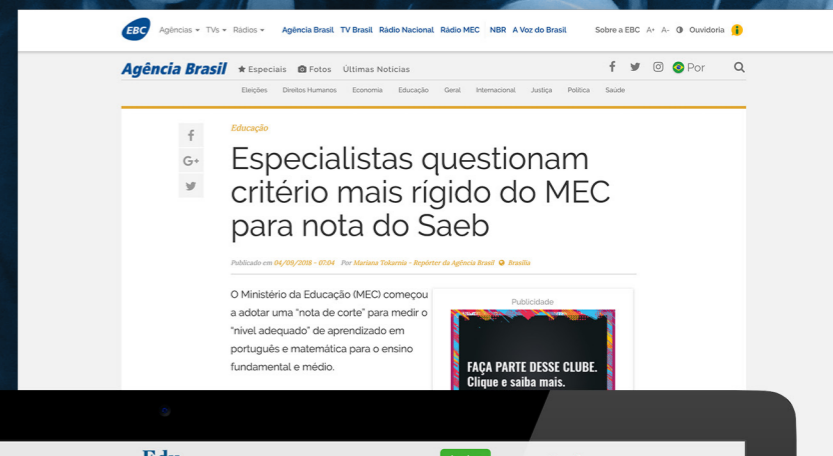 EBC Agências TVs Rádios Agência Brasil TV Brasil Rádio Nacional Rádio MEC NBR A Voz do Brasil Sobre a EBC A+ A- Ouvidoria i
Agência Brasil Especiais Fotos Últimas Notícias Por
Eleições Direitos Humanos Economia Educação Geral Internacional Justiça Política Saúde
Educação
Especialistas questionam
critério mais rígido do MEC
para nota do Saeb
Publicado em 04/09/2018 - 07:04 Por Mariana Tokarnia - Repórter da Agência Brasil Brasília
O Ministério da Educação (MEC) começou
a adotar uma "nota de corte" para medir o
"nível adequado" de aprendizado em
português e matemática para o ensino
fundamental e médio.
Publicidade
FAÇA PARTE DESSE CLUBE.
Clique e saiba mais.